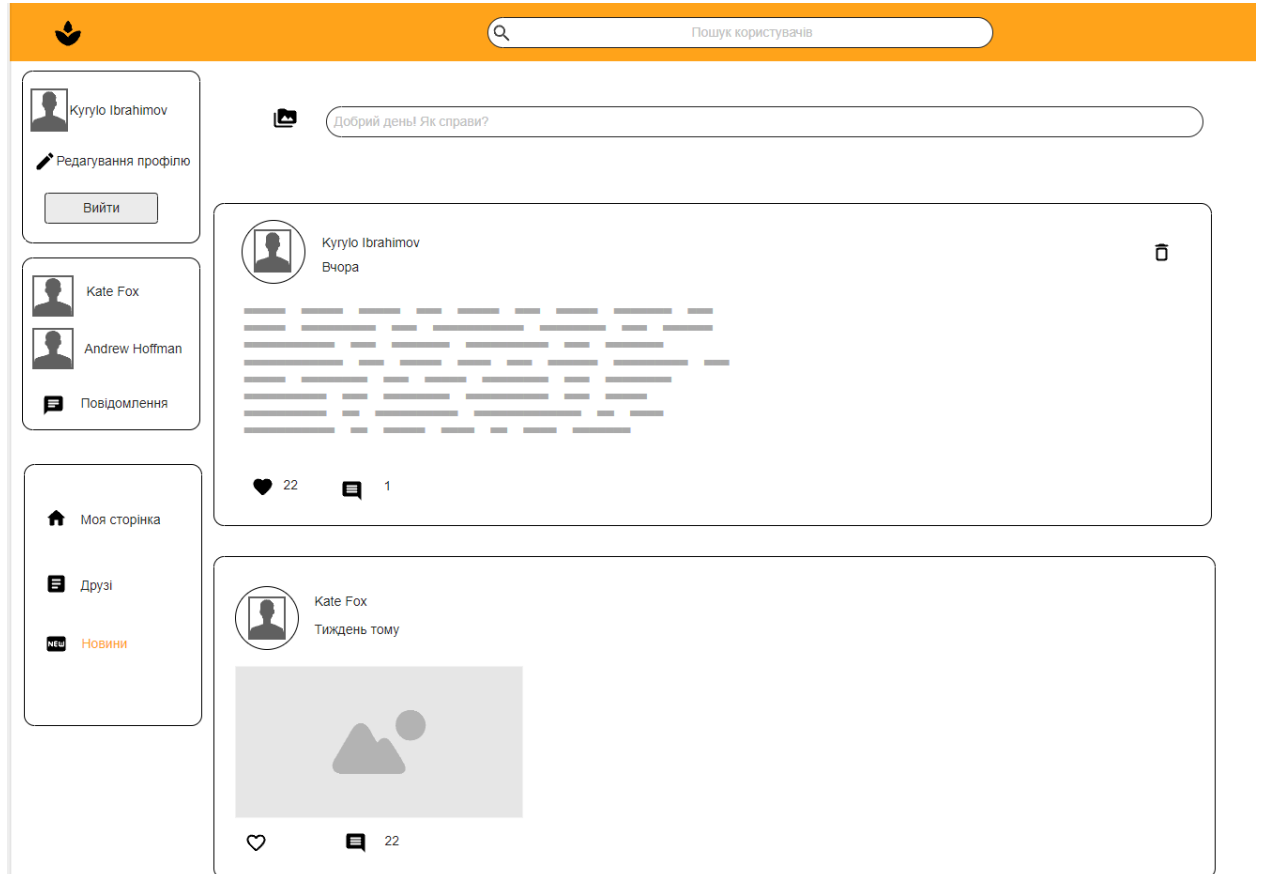 Пошук користувачів
Kyrylo Ibrahimov
Редагування профілю
Вийти
Kate Fox
Andrew Hoffman
Повідомлення
Моя сторінка
Друзі
NEW
Новини
Добрий день! Як справи?
Kyrylo Ibrahimov
Вчора
22
1
Kate Fox
Тиждень тому
22